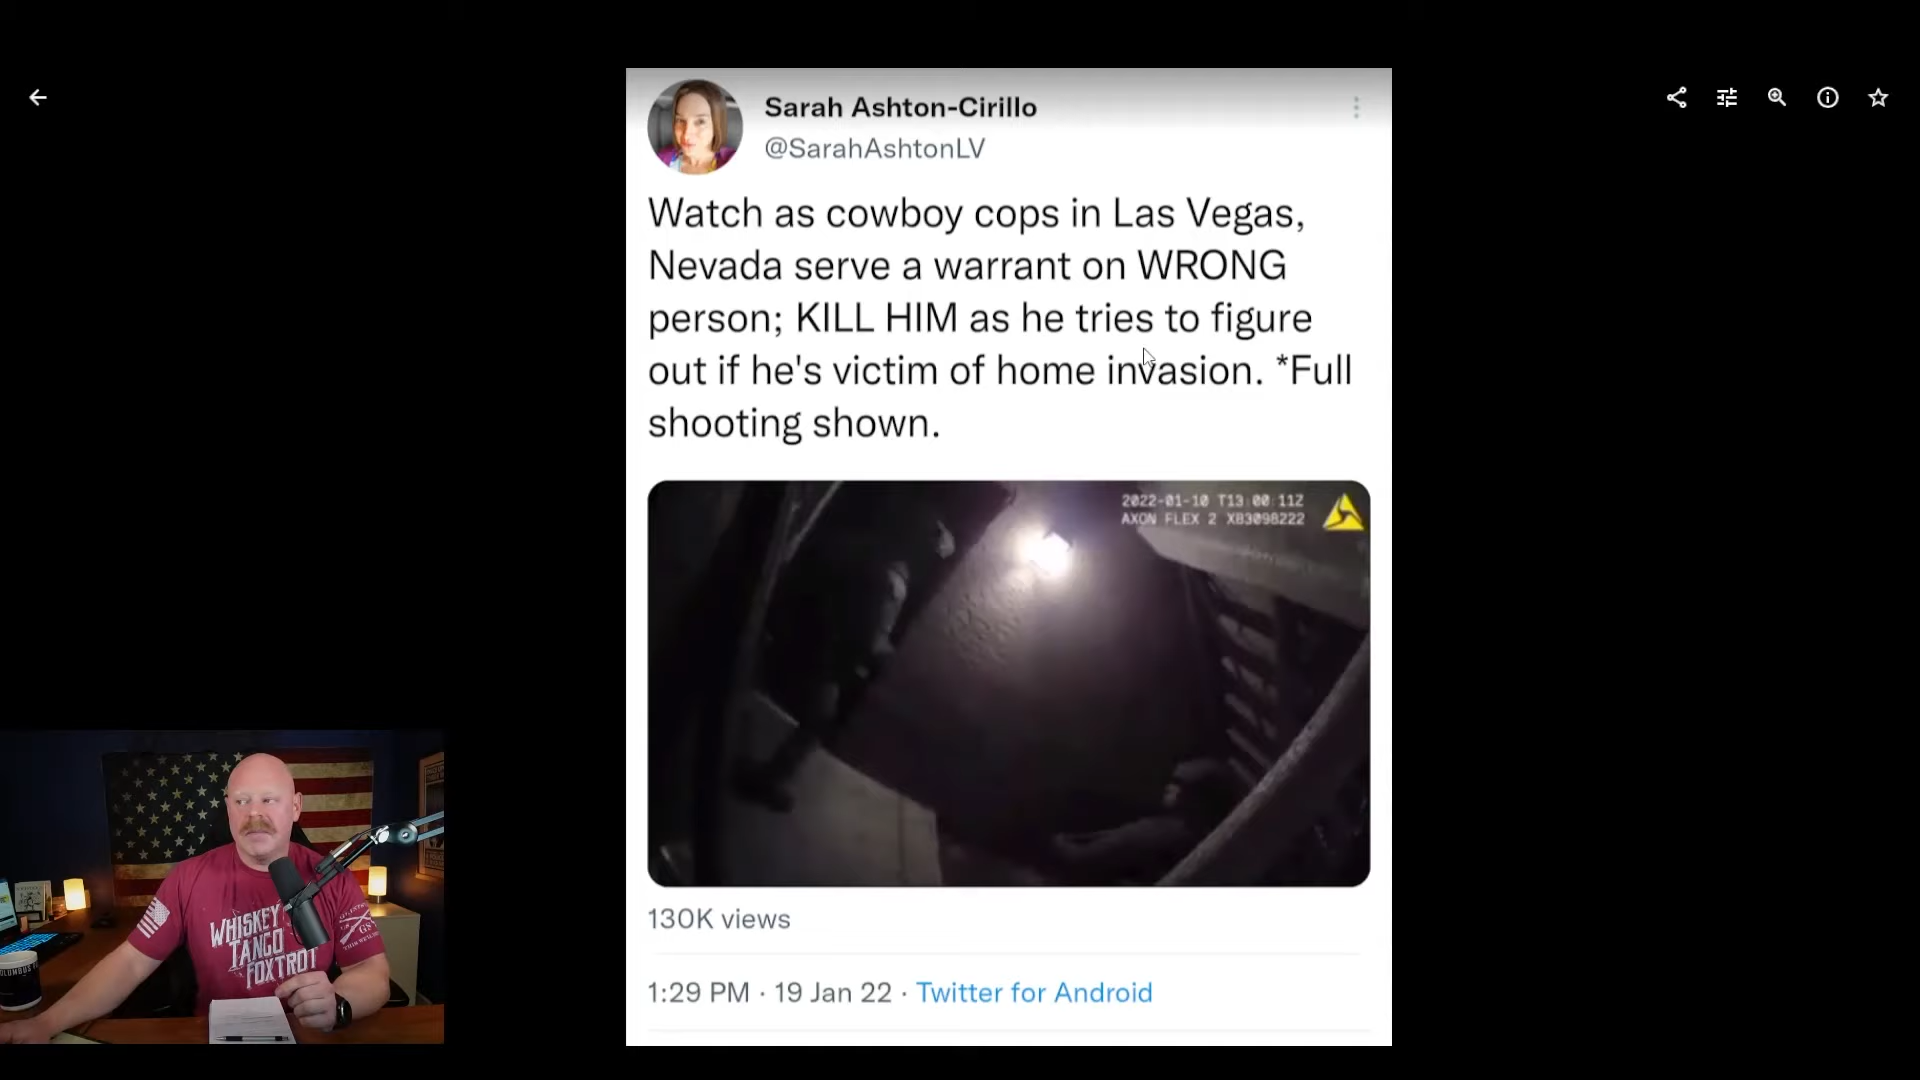 Sarah Ashton-Cirillo
@SarahAshtonLV
Watch as cowboy cops in Las Vegas,
Nevada serve a warrant on WRONG
person; KILL HIM as he tries to figure
out if he's victim of home invasion. *Full
shooting shown.
2022-01-10 T13:00:11Z
AXON FLEX 2 XB3098222
130K views
1:29 PM · 19 Jan 22 · Twitter for Android
WHISKEY
TANGO
FOXTROT